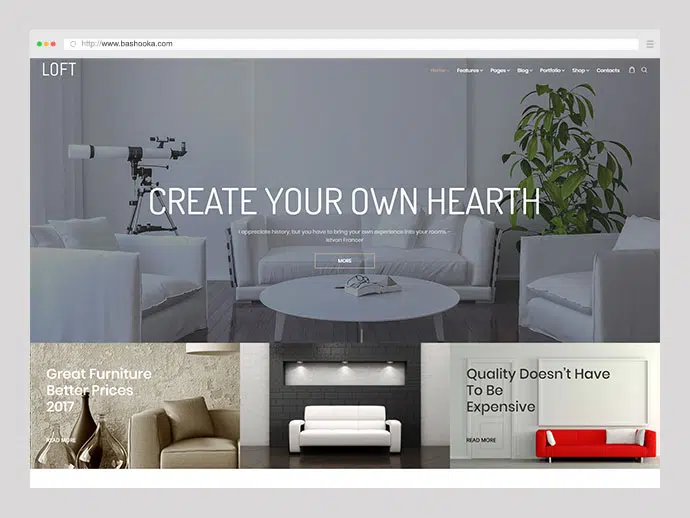 http://www.bashooka.com
LOFT
Home Features Pages Blog Portfolio Shop Contacts
CREATE YOUR OWN HEARTH
I appreciate history, but you have to bring your own experience into your rooms. –
Istvan Francer
MORE
Great Furniture
Better Prices
2017
READ MORE
Quality Doesn't Have
To Be
Expensive
READ MORE